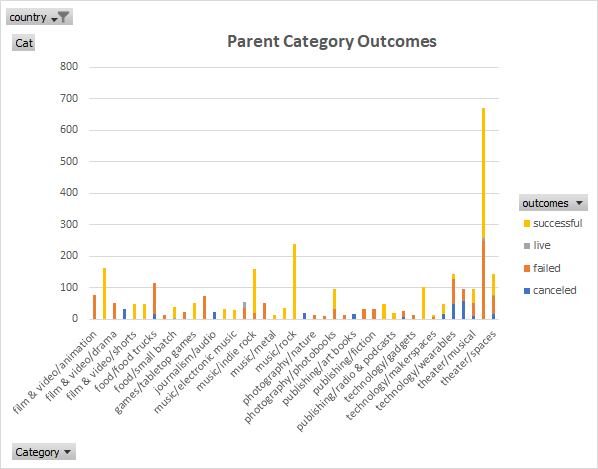 country
Cat
Parent Category Outcomes
800
700
600
500
400
300
200
100
0
outcomes
successful
live
failed
canceled
film & video/animation
film & video/drama
film & video/shorts
food/food trucks
food/small batch
games/tabletop games
journalism/audio
music/electronic music
music/indie rock
music/metal
music/rock
photography/nature
photography/photobooks
publishing/art books
publishing/fiction
publishing/radio & podcasts
technology/gadgets
technology/makerspaces
technology/wearables
theater/musical
theater/spaces
Category